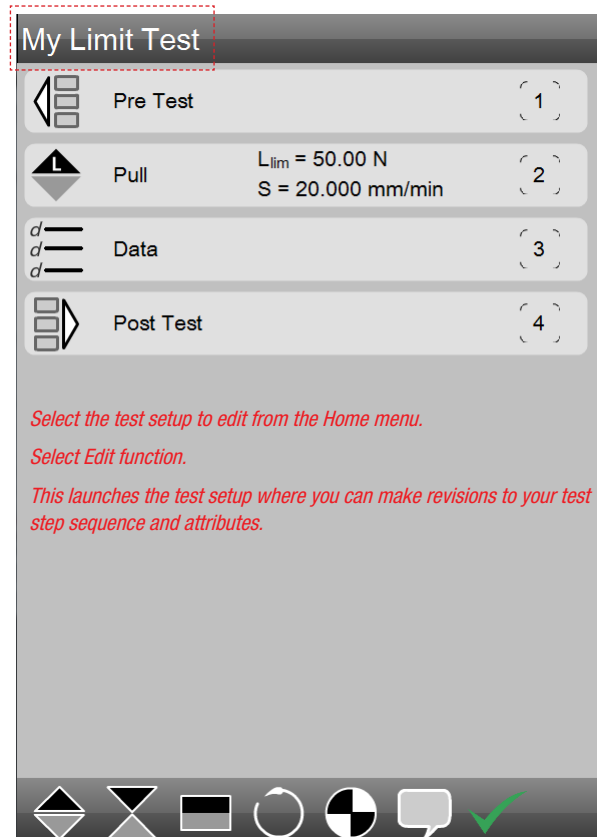 My Limit Test
Pre Test 1
L
Pull Llim = 50.00 N 2
S = 20.000 mm/min
d
d Data 3
d
Post Test 4
Select the test setup to edit from the Home menu.
Select Edit function.
This launches the test setup where you can make revisions to your test
step sequence and attributes.